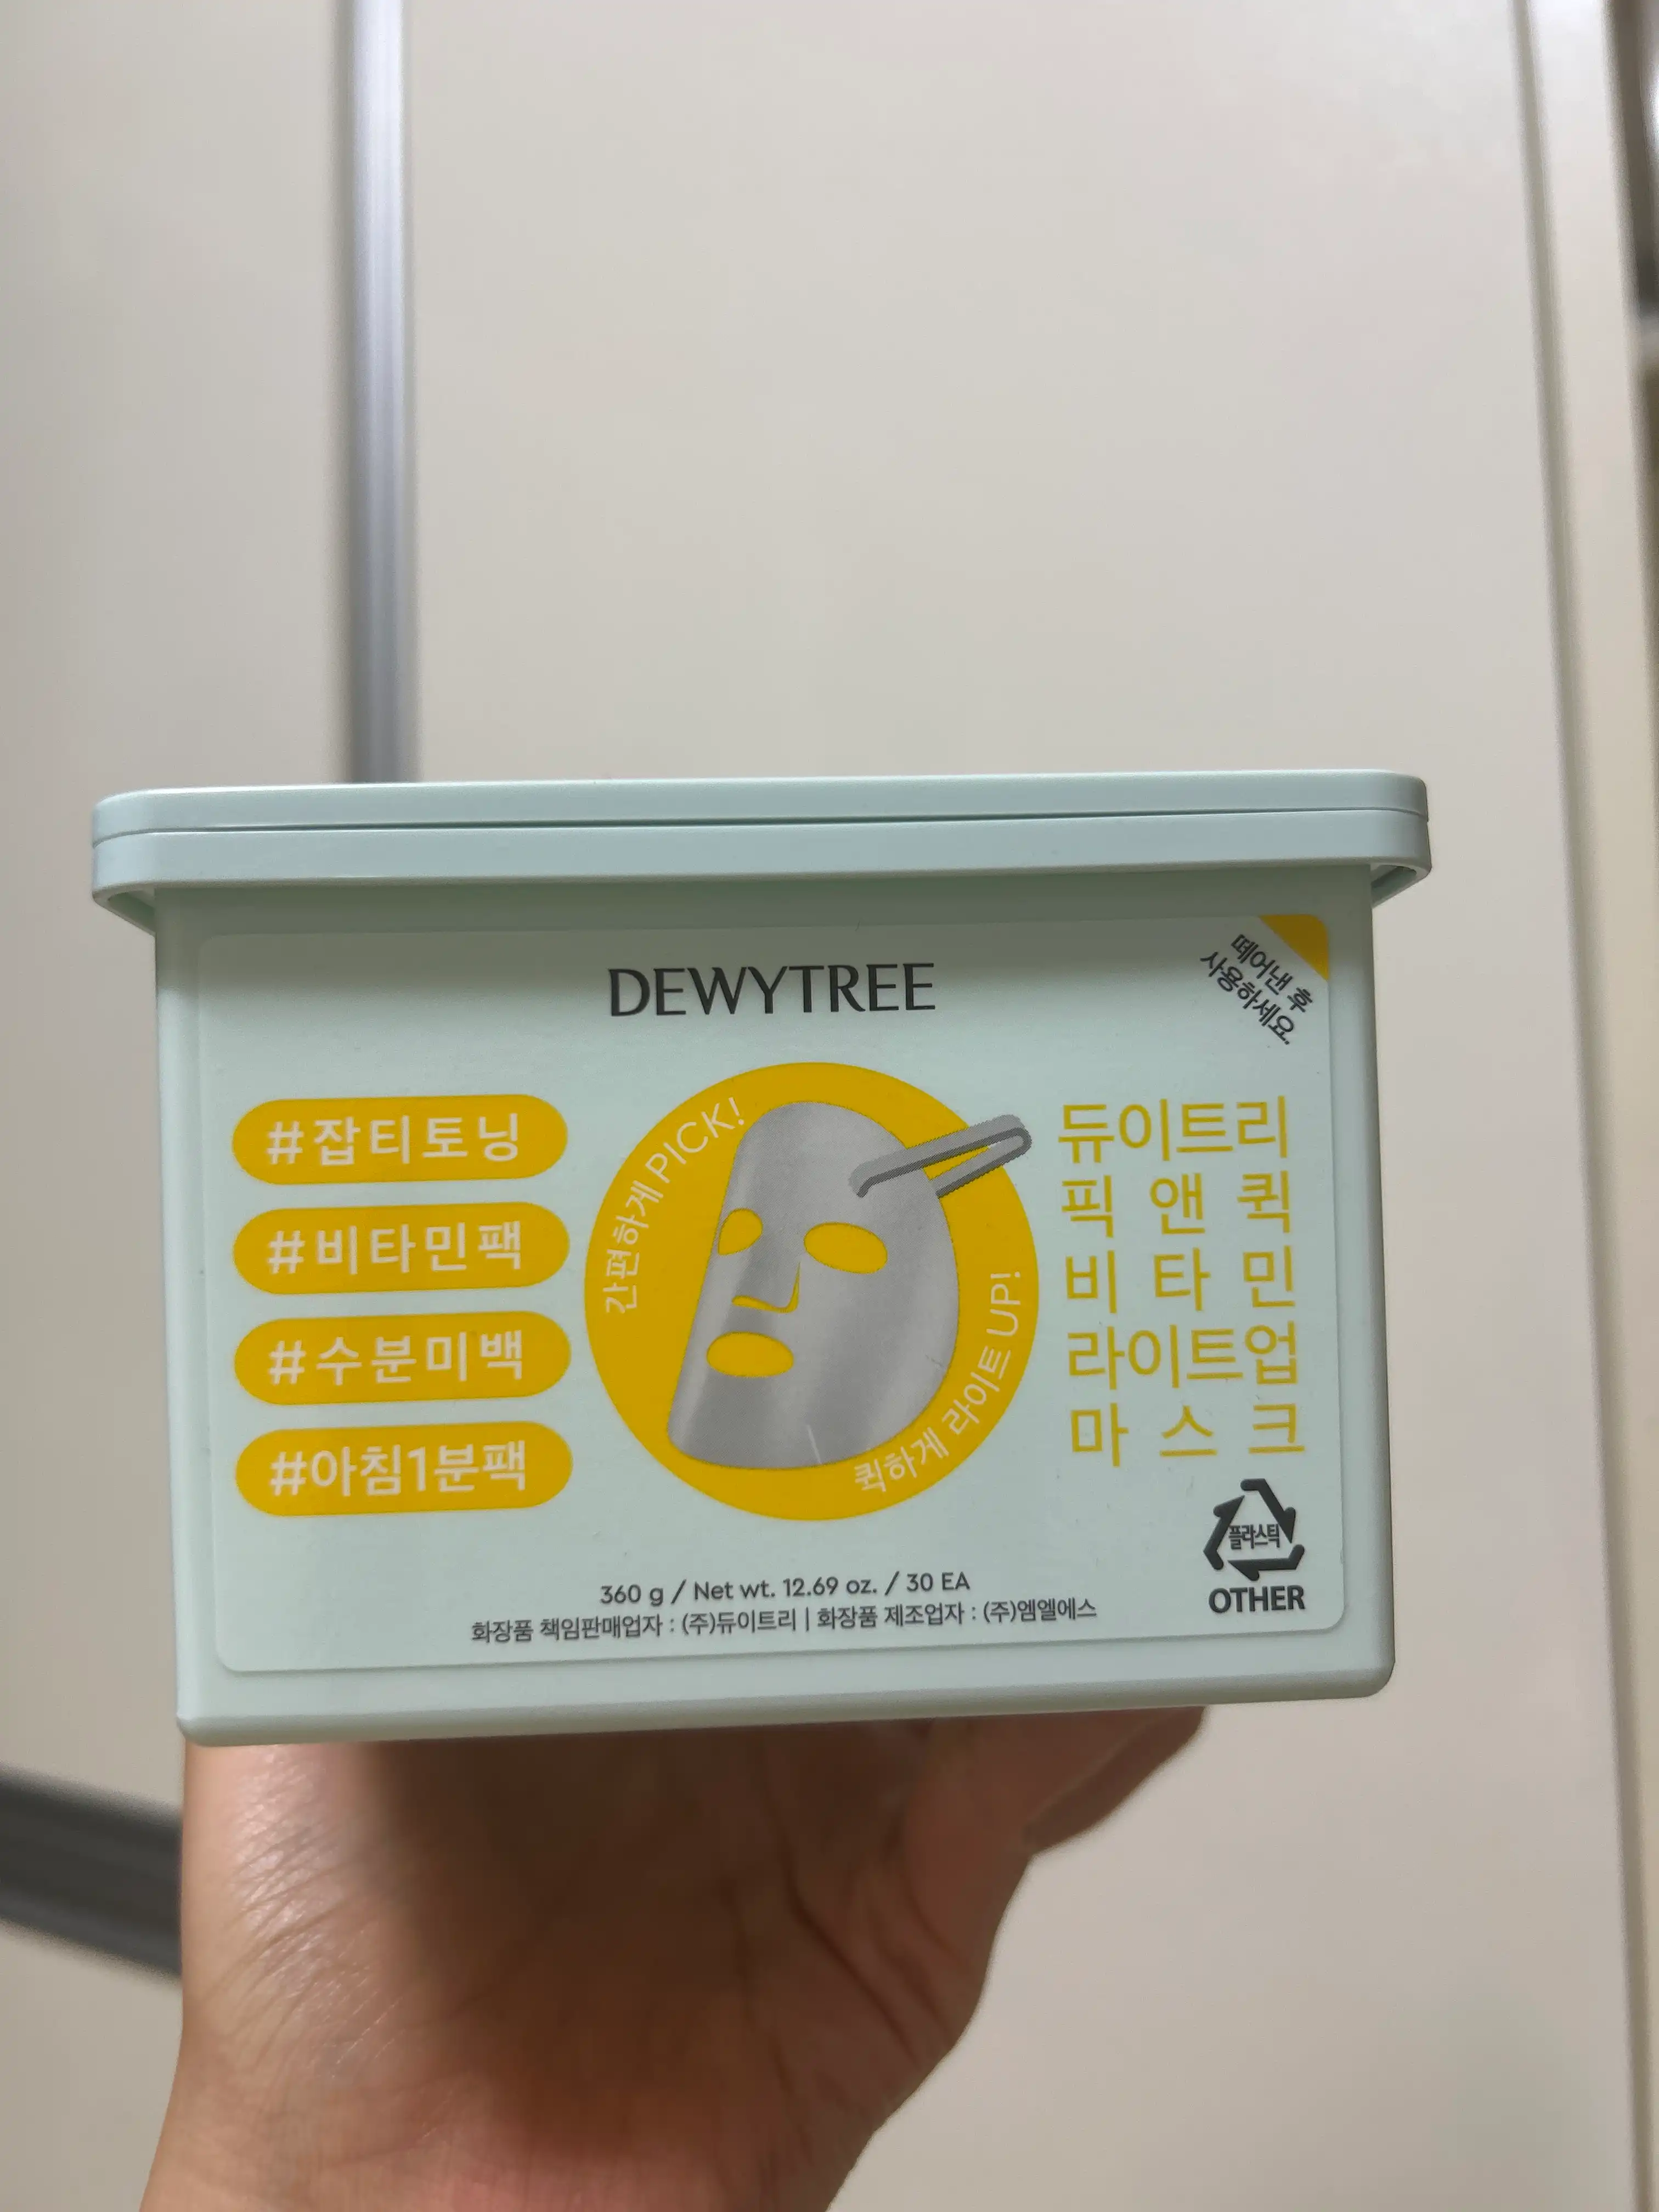 DEWYTREE
떼어낸 후
사용하세요.
#잡티토닝
#비타민팩
#수분미백
#아침1분팩
간편하게 PICK!
퀵하게 라이트 UP!
듀이트리
픽 앤 퀵
비 타 민
라이트업
마 스 크
플라스틱
OTHER
360 g / Net wt. 12.69 oz. / 30 EA
화장품 책임판매업자 : (주)듀이트리 | 화장품 제조업자 : (주)엠엘에스